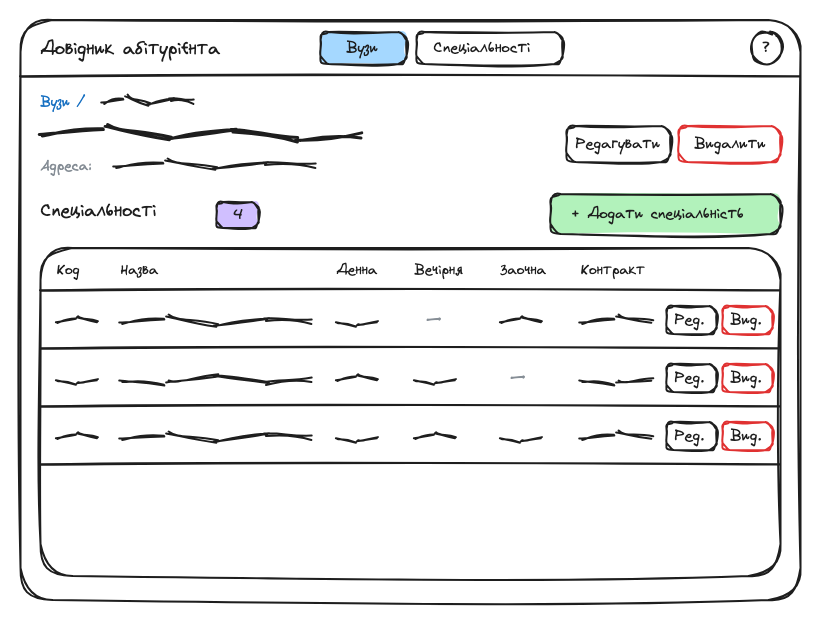 Довідник абітурієнта Вузи Спеціальності ?
Вузи /
Редагувати Видалити
Адреса:
Спеціальності 4 + Додати спеціальність
Код Назва Денна Вечірня Заочна Контракт
Ред. Вид.
Ред. Вид.
Ред. Вид.